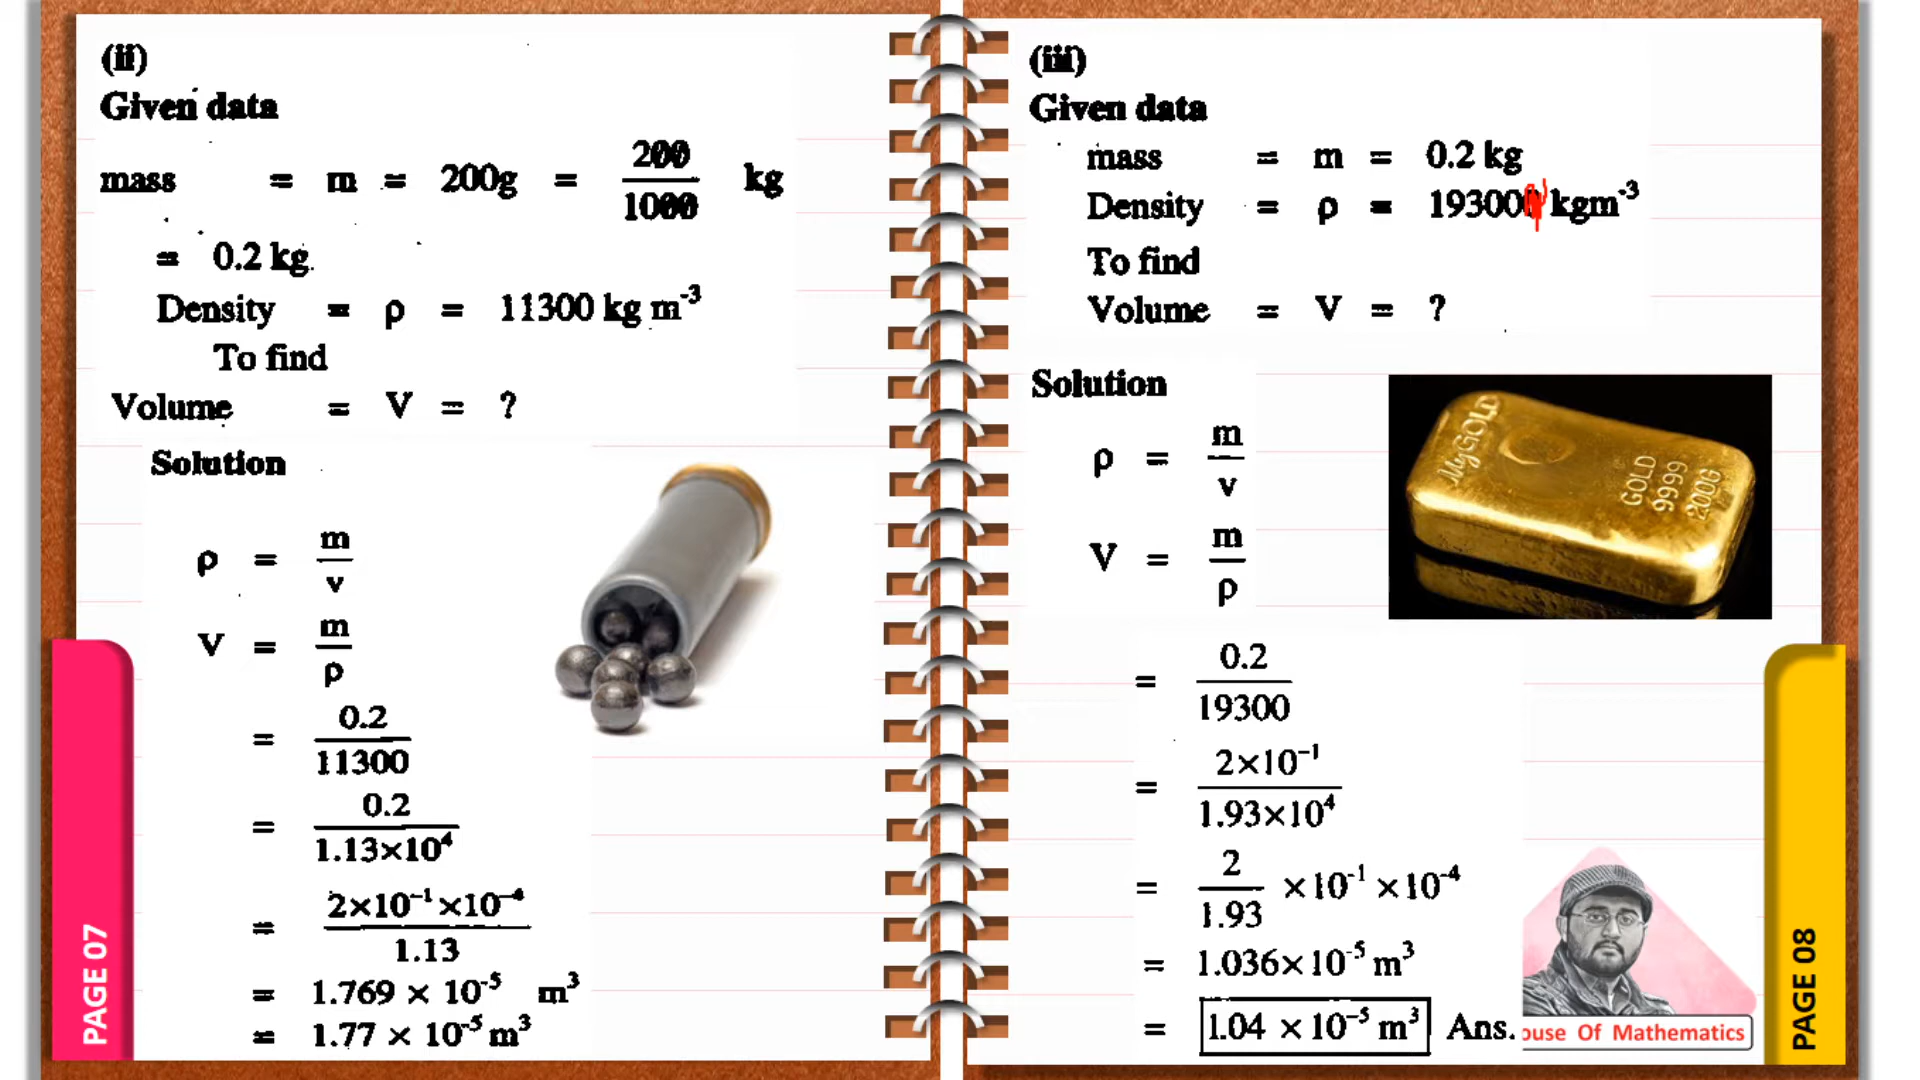 (ii)
Given data
mass = m = 200g = 200/1000 kg
= 0.2 kg
Density = ρ = 11300 kg m⁻³
To find
Volume = V = ?
Solution
ρ = m/v
V = m/ρ
= 0.2/11300
= 0.2/1.13×10⁴
= 2×10⁻¹×10⁻⁴/1.13
= 1.769 × 10⁻⁵ m³
= 1.77 × 10⁻⁵ m³
PAGE 07
(iii)
Given data
mass = m = 0.2 kg
Density = ρ = 193000 kgm⁻³
To find
Volume = V = ?
Solution
ρ = m/v
V = m/ρ
= 0.2/19300
= 2×10⁻¹/1.93×10⁴
= 2/1.93 ×10⁻¹ ×10⁻⁴
= 1.036×10⁻⁵ m³
= 1.04 ×10⁻⁵ m³ Ans.
MyGOLD
GOLD
9999
200G
ouse Of Mathematics
PAGE 08